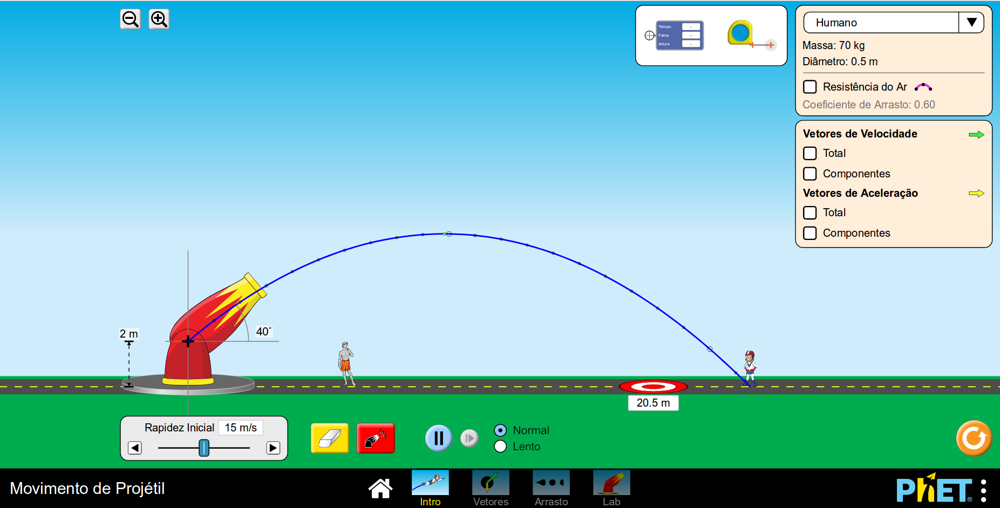 Tempo -
Faixa -
Altura -
Humano
Massa: 70 kg
Diâmetro: 0.5 m
Resistência do Ar
Coeficiente de Arrasto: 0.60
Vetores de Velocidade
Total
Componentes
Vetores de Aceleração
Total
Componentes
2 m
40°
20.5 m
Rapidez Inicial 15 m/s
Normal
Lento
Movimento de Projétil
Intro
Vetores
Arrasto
Lab
PhET®